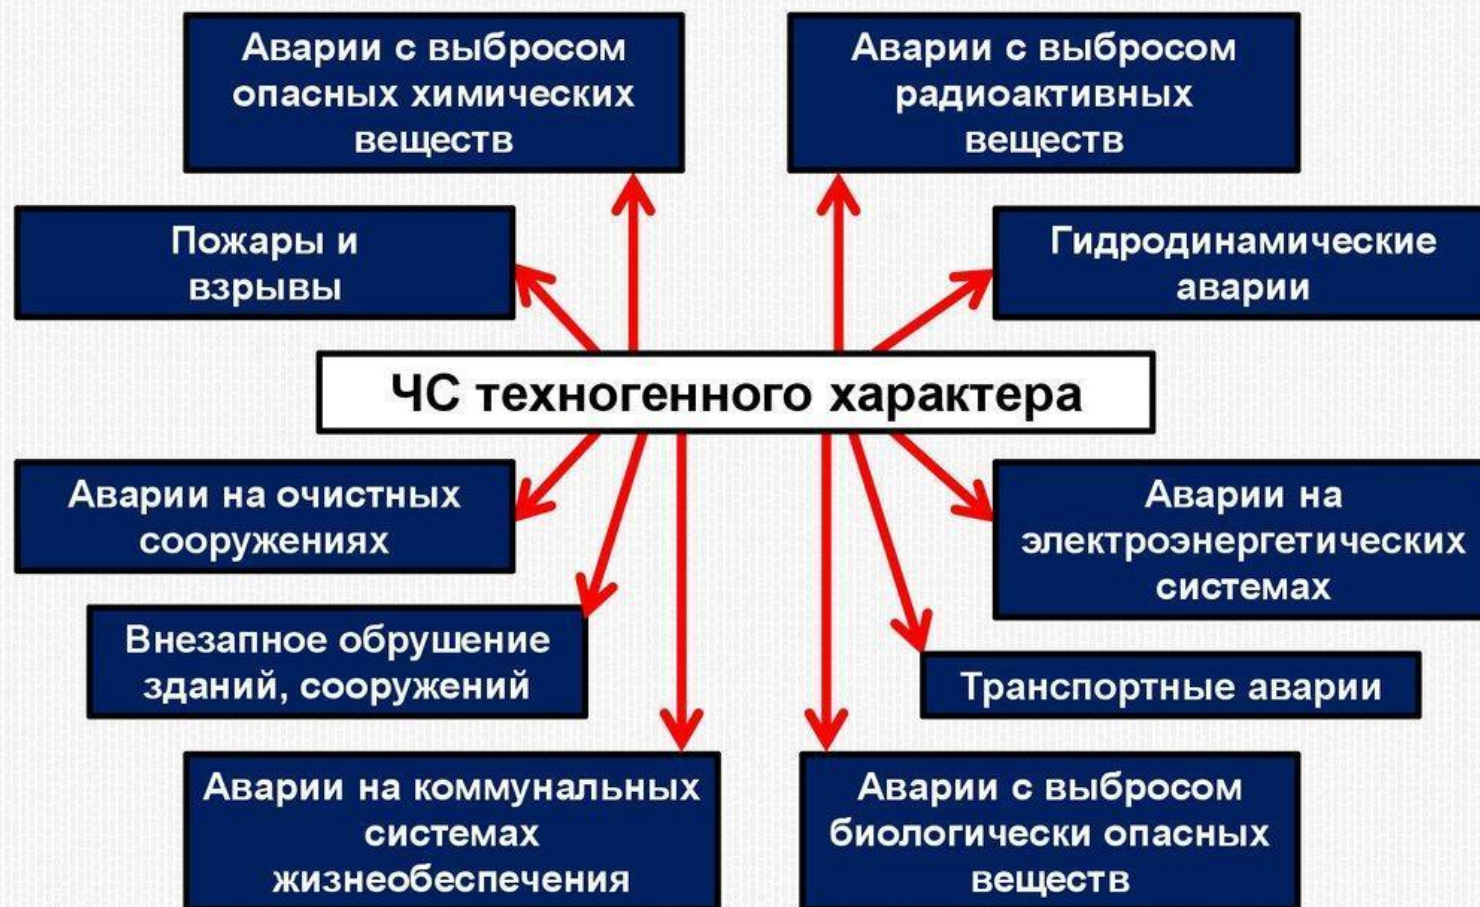 Аварии с выбросом
опасных химических
веществ
Аварии с выбросом
радиоактивных
веществ
Пожары и
взрывы
Гидродинамические
аварии
ЧС техногенного характера
Аварии на очистных
сооружениях
Аварии на
электроэнергетических
системах
Внезапное обрушение
зданий, сооружений
Транспортные аварии
Аварии на коммунальных
системах
жизнеобеспечения
Аварии с выбросом
биологически опасных
веществ